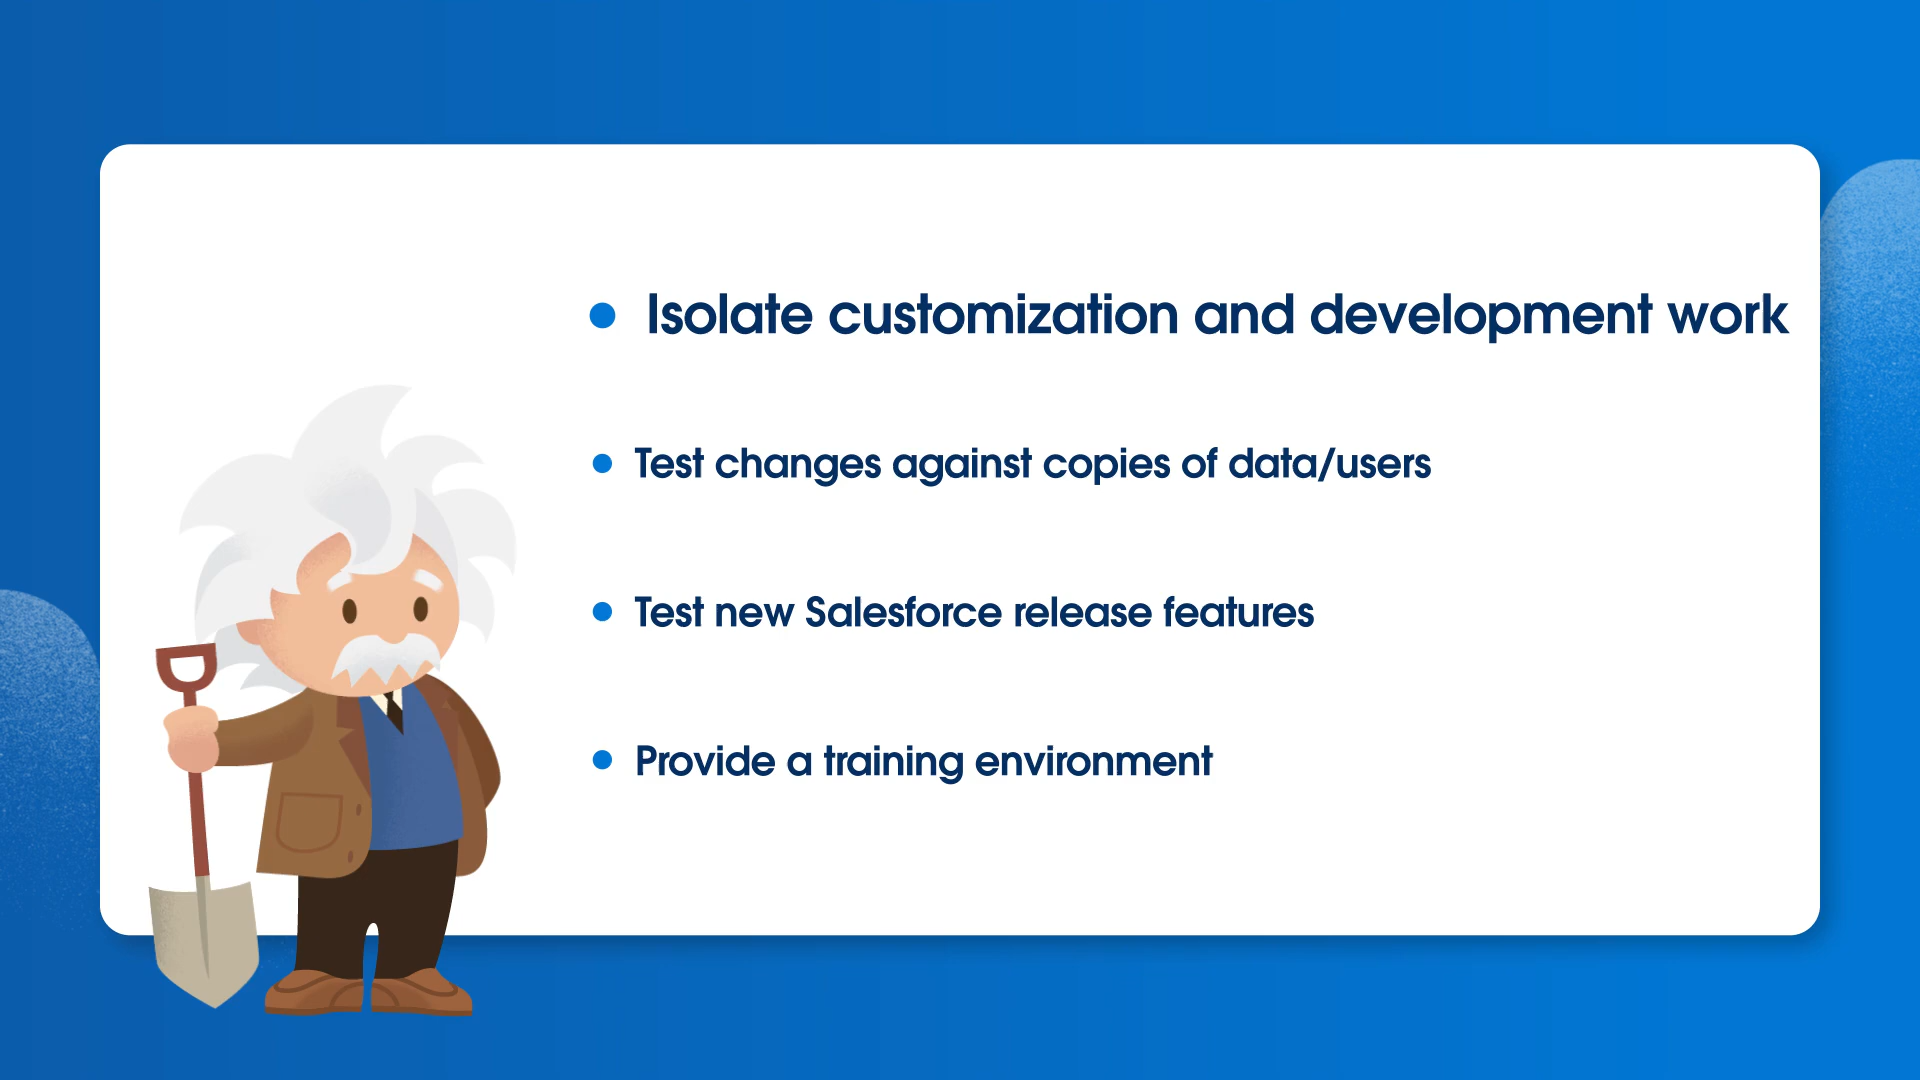 Isolate customization and development work
Test changes against copies of data/users
Test new Salesforce release features
Provide a training environment